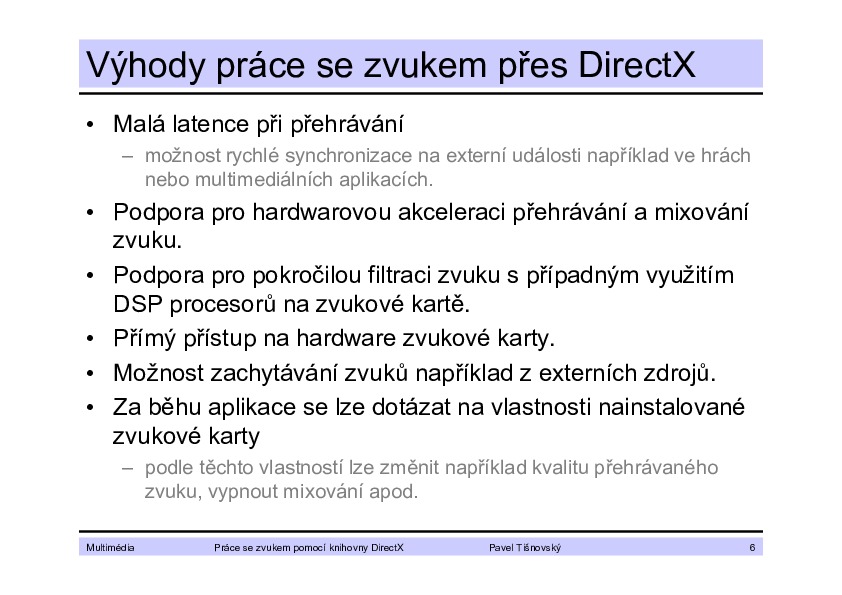 Výhody práce se zvukem přes DirectX
• Malá latence při přehrávání
– možnost rychlé synchronizace na externí události například ve hrách
nebo multimediálních aplikacích.
• Podpora pro hardwarovou akceleraci přehrávání a mixování
zvuku.
• Podpora pro pokročilou filtraci zvuku s případným využitím
DSP procesorů na zvukové kartě.
• Přímý přístup na hardware zvukové karty.
• Možnost zachytávání zvuků například z externích zdrojů.
• Za běhu aplikace se lze dotázat na vlastnosti nainstalované
zvukové karty
– podle těchto vlastností lze změnit například kvalitu přehrávaného
zvuku, vypnout mixování apod.
Multimédia Práce se zvukem pomocí knihovny DirectX Pavel Tišnovský 6